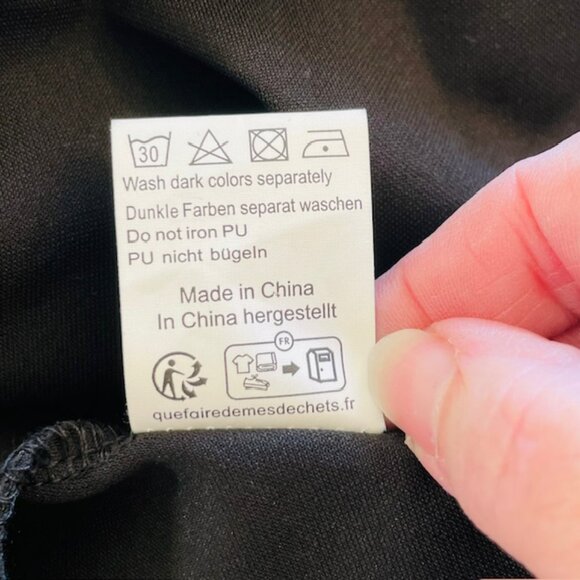 30
Wash dark colors separately
Dunkle Farben separat waschen
Do not iron PU
PU nicht bügeln
Made in China
In China hergestellt
FR
quefairedemesdechets.fr